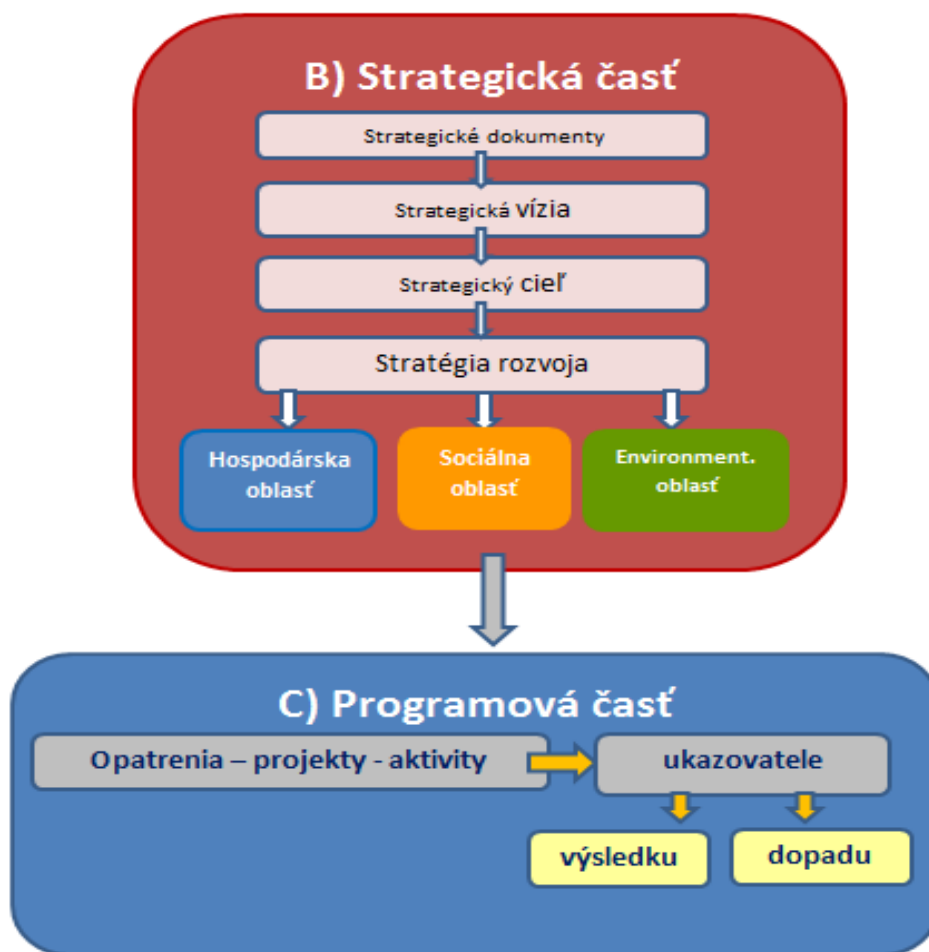 B) Strategická časť
Strategické dokumenty
Strategická vízia
Strategický cieľ
Stratégia rozvoja
Hospodárska
oblasť
Sociálna
oblasť
Environment.
oblasť
C) Programová časť
Opatrenia – projekty - aktivity
ukazovatele
výsledku
dopadu